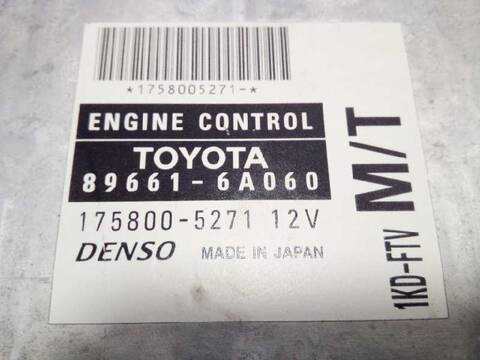 *1758005271-*
ENGINE CONTROL
TOYOTA
89661-6A060
175800-5271 12V
DENSO MADE IN JAPAN
M/T
1KD-FTV